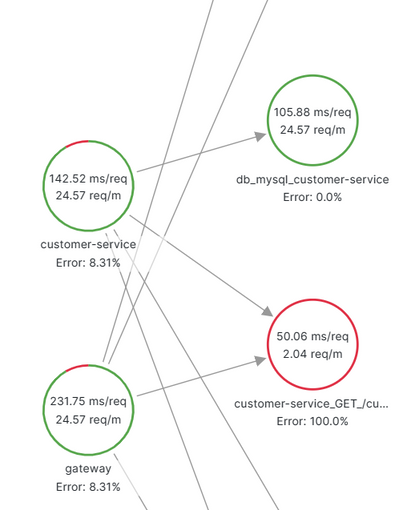 105.88 ms/req
24.57 req/m
db_mysql_customer-service
Error: 0.0%
142.52 ms/req
24.57 req/m
customer-service
Error: 8.31%
50.06 ms/req
2.04 req/m
customer-service_GET_/cu...
Error: 100.0%
231.75 ms/req
24.57 req/m
gateway
Error: 8.31%